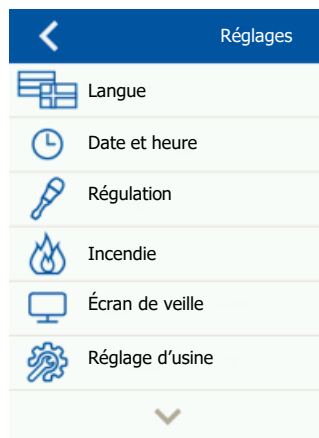 Réglages
Langue
Date et heure
Régulation
Incendie
Écran de veille
Réglage d’usine